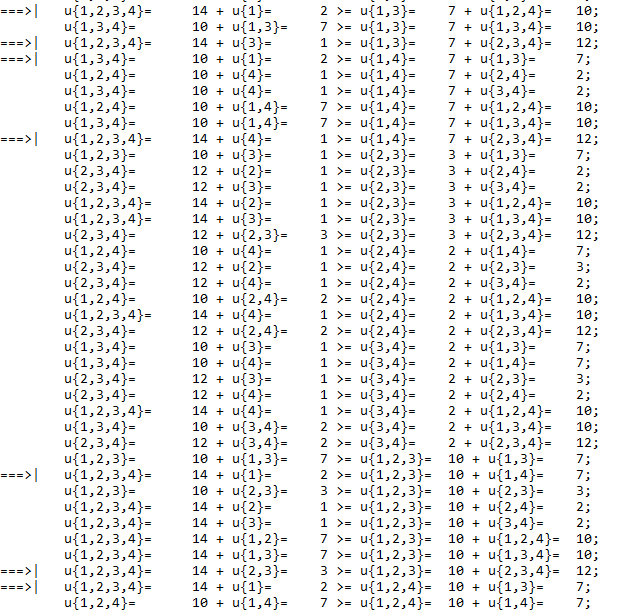 ===>| u{1,2,3,4}= 14 + u{1}= 2 >= u{1,3}= 7 + u{1,2,4}= 10;
u{1,3,4}= 10 + u{1,3}= 7 >= u{1,3}= 7 + u{1,3,4}= 10;
===>| u{1,2,3,4}= 14 + u{3}= 1 >= u{1,3}= 7 + u{2,3,4}= 12;
===>| u{1,3,4}= 10 + u{1}= 2 >= u{1,4}= 7 + u{1,3}= 7;
u{1,2,4}= 10 + u{4}= 1 >= u{1,4}= 7 + u{2,4}= 2;
u{1,3,4}= 10 + u{4}= 1 >= u{1,4}= 7 + u{3,4}= 2;
u{1,2,4}= 10 + u{1,4}= 7 >= u{1,4}= 7 + u{1,2,4}= 10;
u{1,3,4}= 10 + u{1,4}= 7 >= u{1,4}= 7 + u{1,3,4}= 10;
===>| u{1,2,3,4}= 14 + u{4}= 1 >= u{1,4}= 7 + u{2,3,4}= 12;
u{1,2,3}= 10 + u{3}= 1 >= u{2,3}= 3 + u{1,3}= 7;
u{2,3,4}= 12 + u{2}= 1 >= u{2,3}= 3 + u{2,4}= 2;
u{2,3,4}= 12 + u{3}= 1 >= u{2,3}= 3 + u{3,4}= 2;
u{1,2,3,4}= 14 + u{2}= 1 >= u{2,3}= 3 + u{1,2,4}= 10;
u{1,2,3,4}= 14 + u{3}= 1 >= u{2,3}= 3 + u{1,3,4}= 10;
u{2,3,4}= 12 + u{2,3}= 3 >= u{2,3}= 3 + u{2,3,4}= 12;
u{1,2,4}= 10 + u{4}= 1 >= u{2,4}= 2 + u{1,4}= 7;
u{2,3,4}= 12 + u{2}= 1 >= u{2,4}= 2 + u{2,3}= 3;
u{2,3,4}= 12 + u{4}= 1 >= u{2,4}= 2 + u{3,4}= 2;
u{1,2,4}= 10 + u{2,4}= 2 >= u{2,4}= 2 + u{1,2,4}= 10;
u{1,2,3,4}= 14 + u{4}= 1 >= u{2,4}= 2 + u{1,3,4}= 10;
u{2,3,4}= 12 + u{2,4}= 2 >= u{2,4}= 2 + u{2,3,4}= 12;
u{1,3,4}= 10 + u{3}= 1 >= u{3,4}= 2 + u{1,3}= 7;
u{1,3,4}= 10 + u{4}= 1 >= u{3,4}= 2 + u{1,4}= 7;
u{2,3,4}= 12 + u{3}= 1 >= u{3,4}= 2 + u{2,3}= 3;
u{2,3,4}= 12 + u{4}= 1 >= u{3,4}= 2 + u{2,4}= 2;
u{1,2,3,4}= 14 + u{4}= 1 >= u{3,4}= 2 + u{1,2,4}= 10;
u{1,3,4}= 10 + u{3,4}= 2 >= u{3,4}= 2 + u{1,3,4}= 10;
u{2,3,4}= 12 + u{3,4}= 2 >= u{3,4}= 2 + u{2,3,4}= 12;
u{1,2,3}= 10 + u{1,3}= 7 >= u{1,2,3}= 10 + u{1,3}= 7;
===>| u{1,2,3,4}= 14 + u{1}= 2 >= u{1,2,3}= 10 + u{1,4}= 7;
u{1,2,3}= 10 + u{2,3}= 3 >= u{1,2,3}= 10 + u{2,3}= 3;
u{1,2,3,4}= 14 + u{2}= 1 >= u{1,2,3}= 10 + u{2,4}= 2;
u{1,2,3,4}= 14 + u{3}= 1 >= u{1,2,3}= 10 + u{3,4}= 2;
u{1,2,3,4}= 14 + u{1,2}= 7 >= u{1,2,3}= 10 + u{1,2,4}= 10;
u{1,2,3,4}= 14 + u{1,3}= 7 >= u{1,2,3}= 10 + u{1,3,4}= 10;
===>| u{1,2,3,4}= 14 + u{2,3}= 3 >= u{1,2,3}= 10 + u{2,3,4}= 12;
===>| u{1,2,3,4}= 14 + u{1}= 2 >= u{1,2,4}= 10 + u{1,3}= 7;
u{1,2,4}= 10 + u{1,4}= 7 >= u{1,2,4}= 10 + u{1,4}= 7;